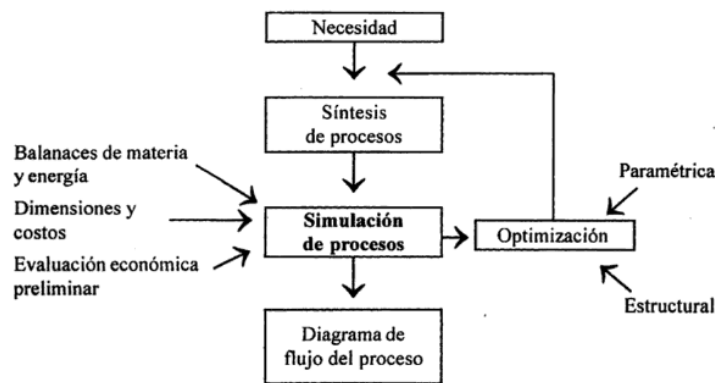 Necesidad
Síntesis
de procesos
Balanaces de materia
y energía
Dimensiones y
costos
Evaluación económica
preliminar
Simulación
de procesos
Optimización
Paramétrica
Estructural
Diagrama de
flujo del proceso